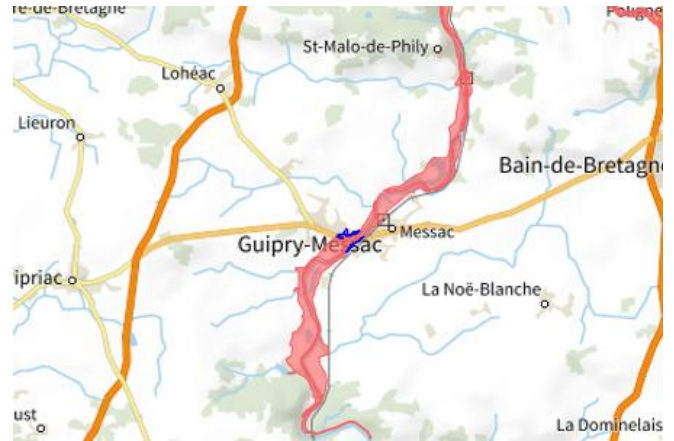 re-de-Bretagne
Fougne
St-Malo-de-Phily
Lohéac
Lieuron
Bain-de-Bretagne
Messac
Guipry-Messac
ipriac
La Noë-Blanche
ust
La Dominelais